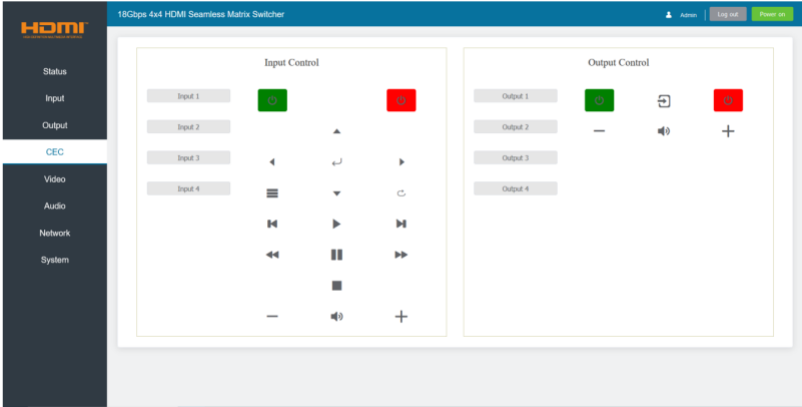 HDMI
18Gbps 4x4 HDMI Seamless Matrix Switcher
Admin
Log out
Power on
Status
Input
Output
CEC
Video
Audio
Network
System
Input Control
Input 1
Input 2
Input 3
Input 4
Output Control
Output 1
Output 2
Output 3
Output 4